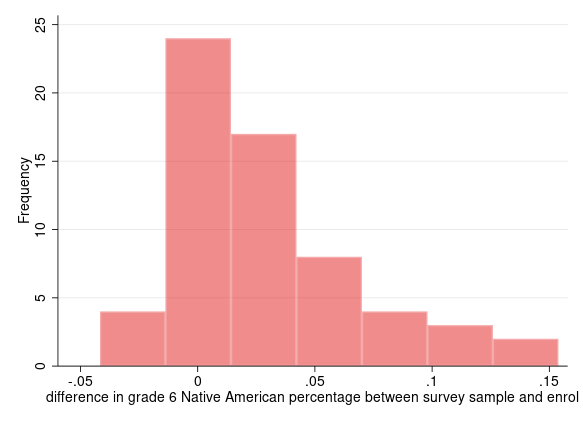 25
20
15
10
5
0
Frequency
-.05 0 .05 .1 .15
difference in grade 6 Native American percentage between survey sample and enrol